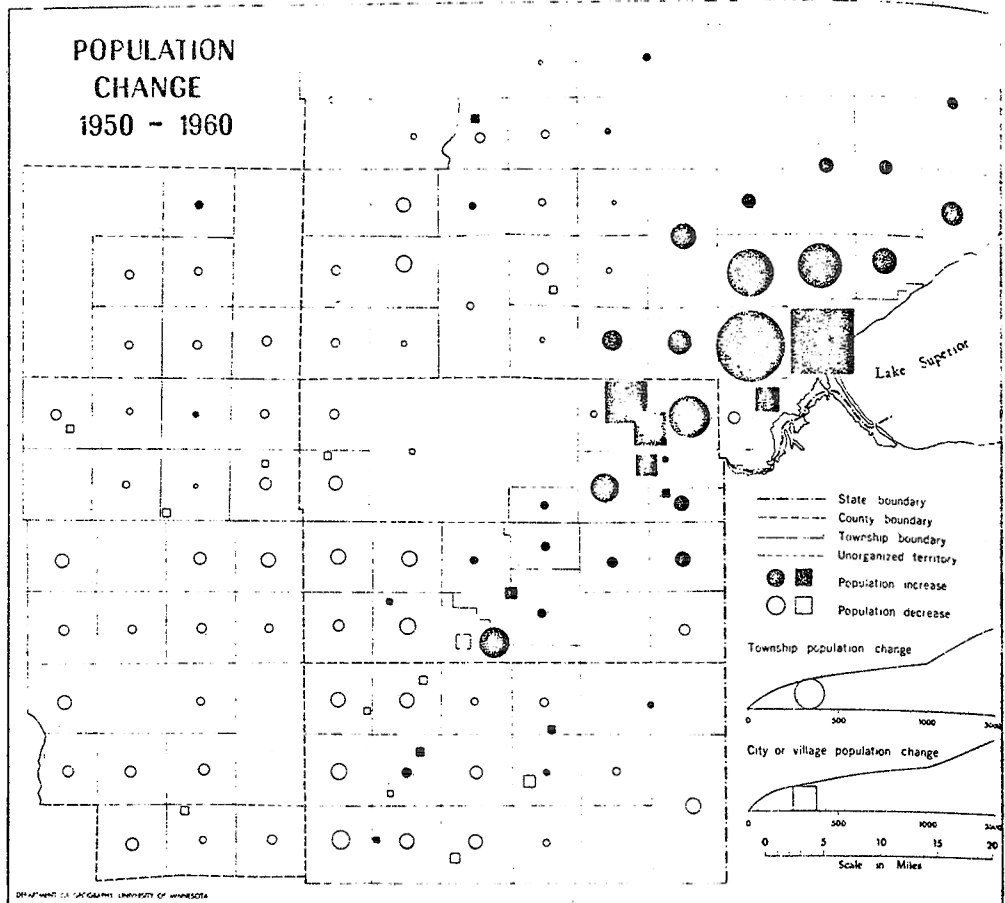 POPULATION
CHANGE
1950 - 1960
Lake Superior
State boundary
County boundary
Township boundary
Unorganized territory
Population increase
Population decrease
Township population change
0 500 1000 3000
City or village population change
0 500 1000 3000
0 5 10 15 20
Scale in Miles
DEPARTMENT OF GEOGRAPHY, UNIVERSITY OF MINNESOTA